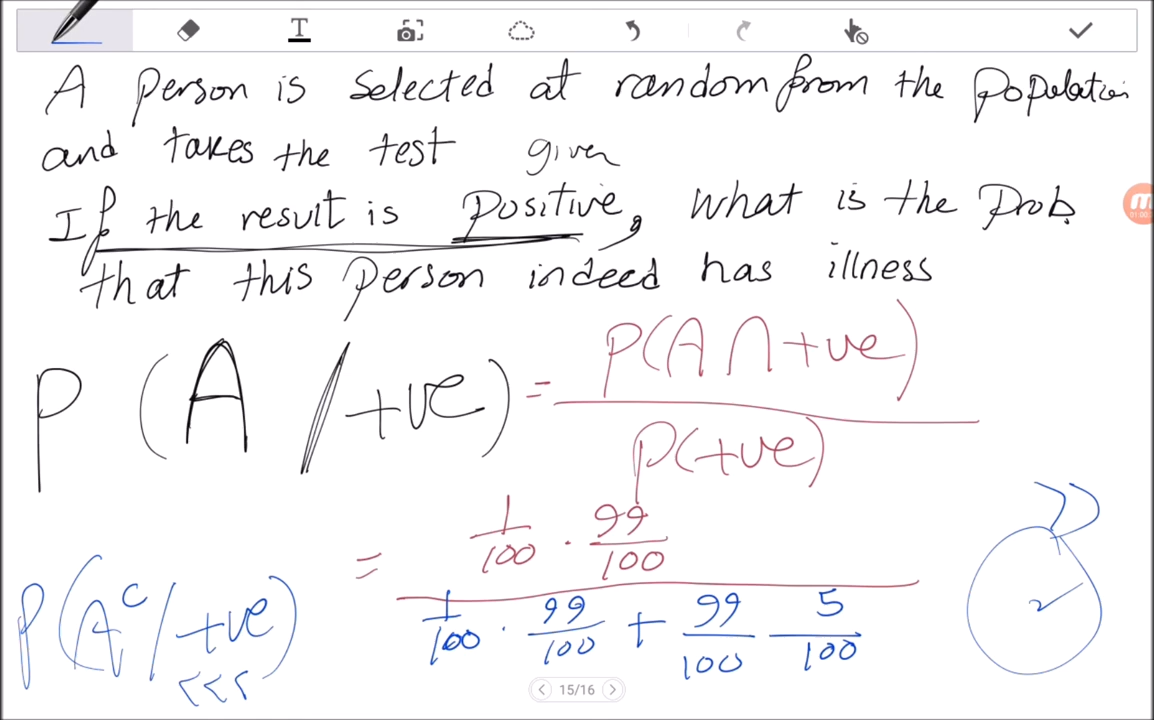 T
A person is selected at random from the population
and takes the test given
If the result is positive, what is the prob.
that this person indeed has illness
P(A/+ve) = P(A∩+ve) / P(+ve)
= 1/100 · 99/100 / 1/100 · 99/100 + 99/100 5/100
P(Aᶜ/+ve)
<<<
15/16